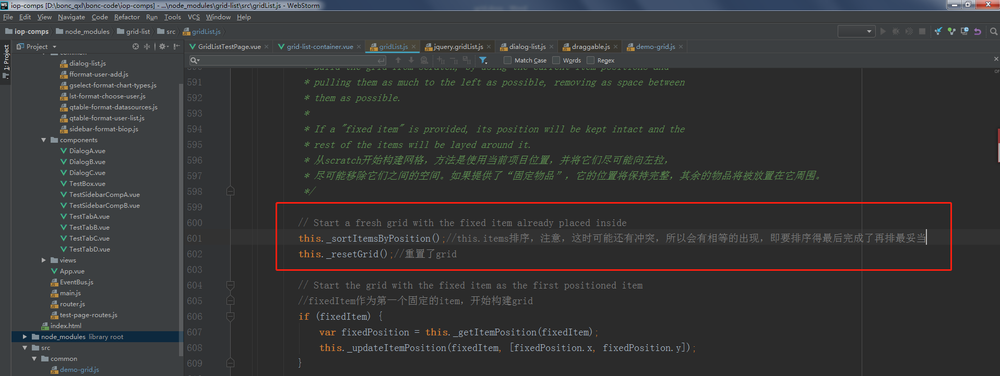 iop-comps [D:\bonc_qxl\bonc-code\iop-comps] - ...\node_modules\grid-list\src\gridList.js - WebStorm
File Edit View Navigate Code Refactor Run Tools VCS Window Help
iop-comps node_modules grid-list src gridList.js
Project
GridListTestPage.vue grid-list-container.vue gridList.js jquery.gridList.js dialog-list.js draggable.js demo-grid.js
Match Case Words Regex
1: Project
common
dialog-list.js
fformat-user-add.js
gselect-format-chart-types.js
lst-format-choose-user.js
qtable-format-datasources.js
qtable-format-user-list.js
sidebar-format-biop.js
components
DialogA.vue
DialogB.vue
DialogC.vue
TestBox.vue
TestSidebarCompA.vue
TestSidebarCompB.vue
TestTabA.vue
TestTabB.vue
TestTabC.vue
TestTabD.vue
views
App.vue
EventBus.js
main.js
router.js
test-page-routes.js
index.html
node_modules library root
src
common
demo-grid.js
590 * Build the grid from scratch, by using the current item positions and
591 * pulling them as much to the left as possible, removing as space between
592 * them as possible.
593 *
594 * If a "fixed item" is provided, its position will be kept intact and the
595 * rest of the items will be layed around it.
596 * 从scratch开始构建网格，方法是使用当前项目位置，并将它们尽可能向左拉，
597 * 尽可能移除它们之间的空间。如果提供了“固定物品”，它的位置将保持完整，其余的物品将被放置在它周围。
598 */
599
600 // Start a fresh grid with the fixed item already placed inside
601 this._sortItemsByPosition();//this.items排序，注意，这时可能还有冲突，所以会有相等的出现，即要排序得最后完成了再排最妥当
602 this._resetGrid();//重置了grid
603
604 // Start the grid with the fixed item as the first positioned item
605 //fixedItem作为第一个固定的item，开始构建grid
606 if (fixedItem) {
607 var fixedPosition = this._getItemPosition(fixedItem);
608 this._updateItemPosition(fixedItem, [fixedPosition.x, fixedPosition.y]);
609 }